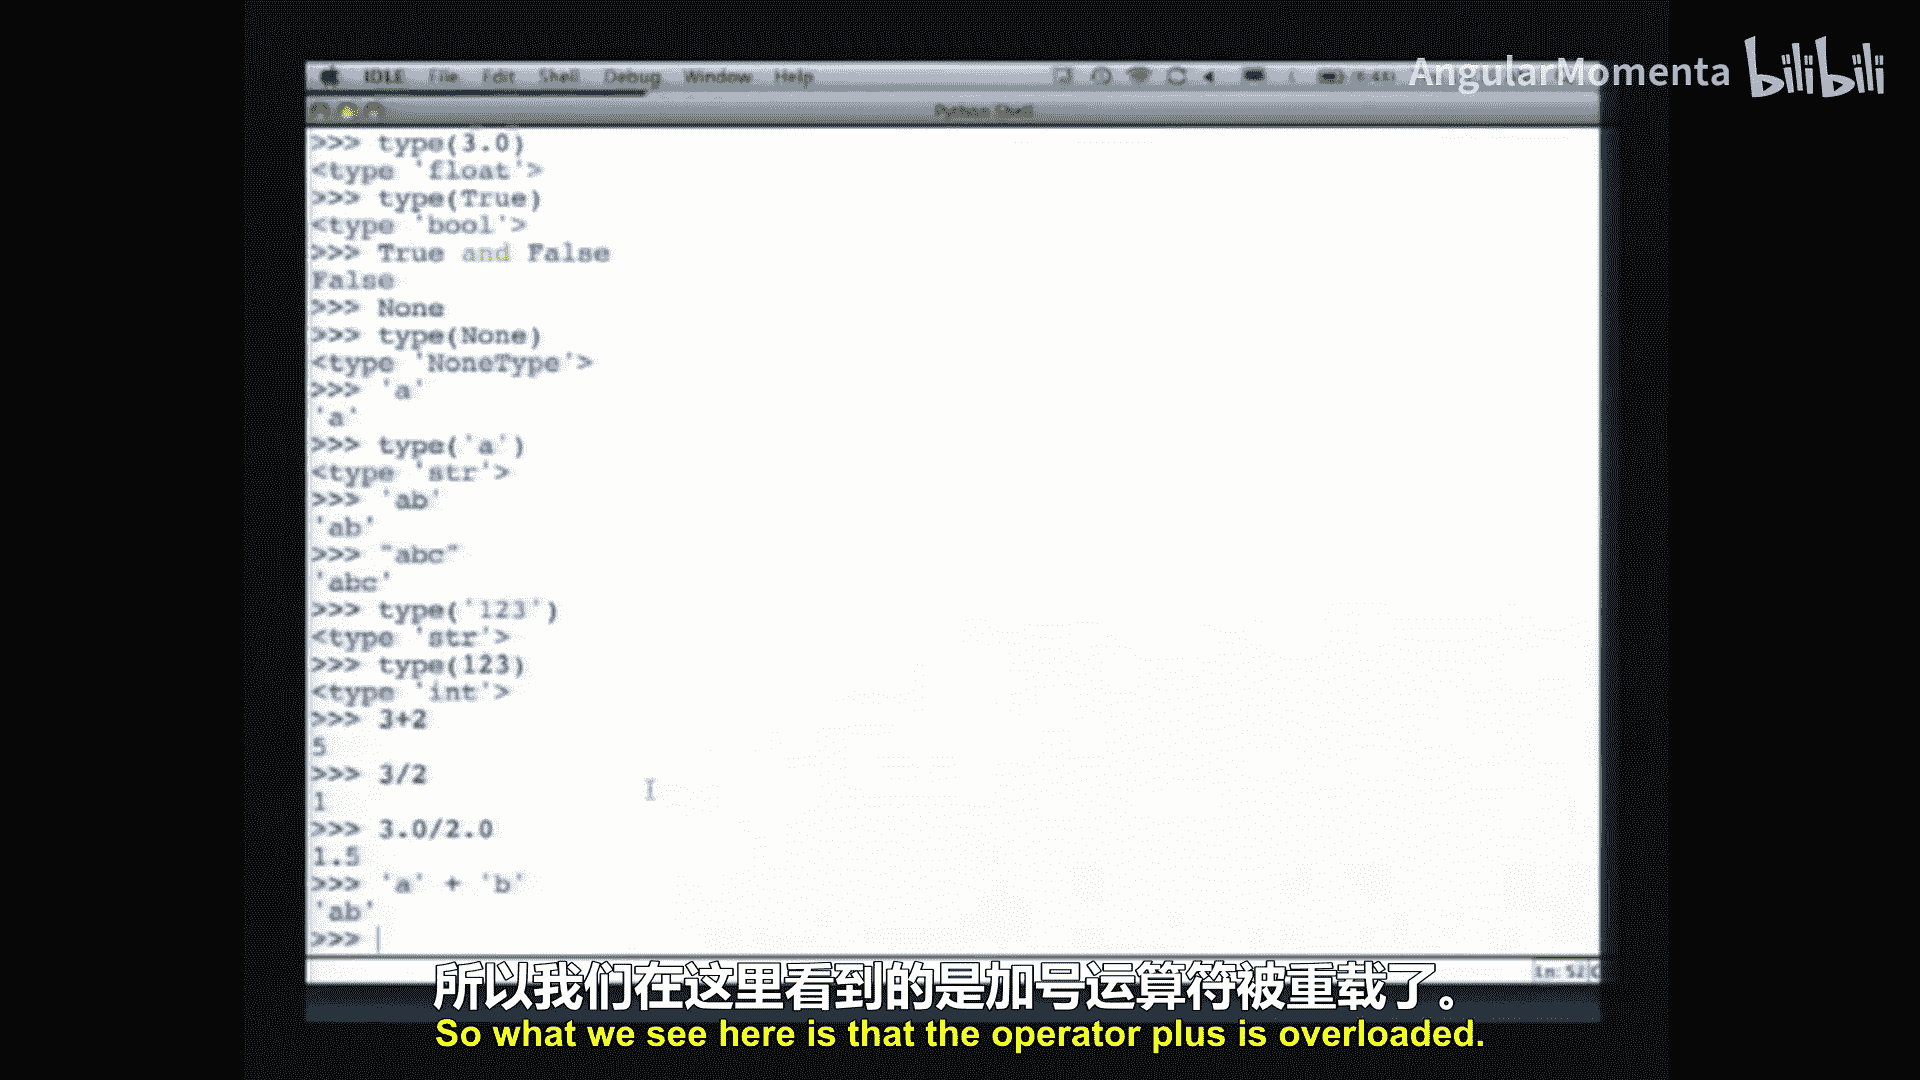 AngularMomenta bilibili
IDLE File Edit Shell Debug Window Help
Python Shell
>>> type(3.0)
<type 'float'>
>>> type(True)
<type 'bool'>
>>> True and False
False
>>> None
>>> type(None)
<type 'NoneType'>
>>> 'a'
'a'
>>> type('a')
<type 'str'>
>>> 'ab'
'ab'
>>> "abc"
'abc'
>>> type('123')
<type 'str'>
>>> type(123)
<type 'int'>
>>> 3+2
5
>>> 3/2
1
>>> 3.0/2.0
1.5
>>> 'a' + 'b'
'ab'
>>>
Ln: 52
所以我们在这里看到的是加号运算符被重载了。
So what we see here is that the operator plus is overloaded.